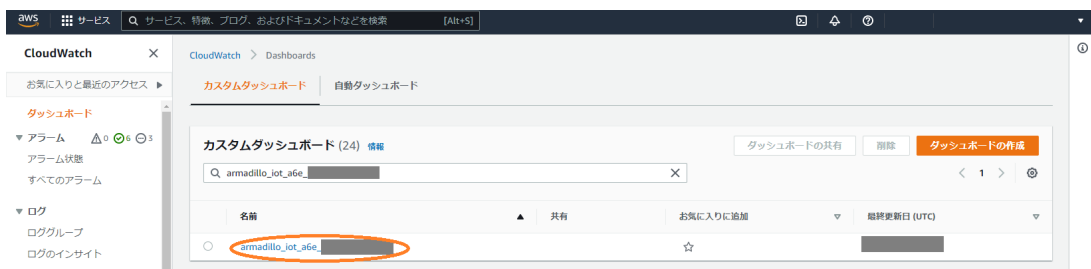 aws サービス サービス、特徴、ブログ、およびドキュメントなどを検索 [Alt+S]
CloudWatch
お気に入りと最近のアクセス
ダッシュボード
アラーム 0 6 3
アラーム状態
すべてのアラーム
ログ
ロググループ
ログのインサイト
CloudWatch > Dashboards
カスタムダッシュボード 自動ダッシュボード
カスタムダッシュボード (24) 情報 ダッシュボードの共有 削除 ダッシュボードの作成
armadillo_iot_a6e_ 1
名前 共有 お気に入りに追加 最終更新日 (UTC)
armadillo_iot_a6e_